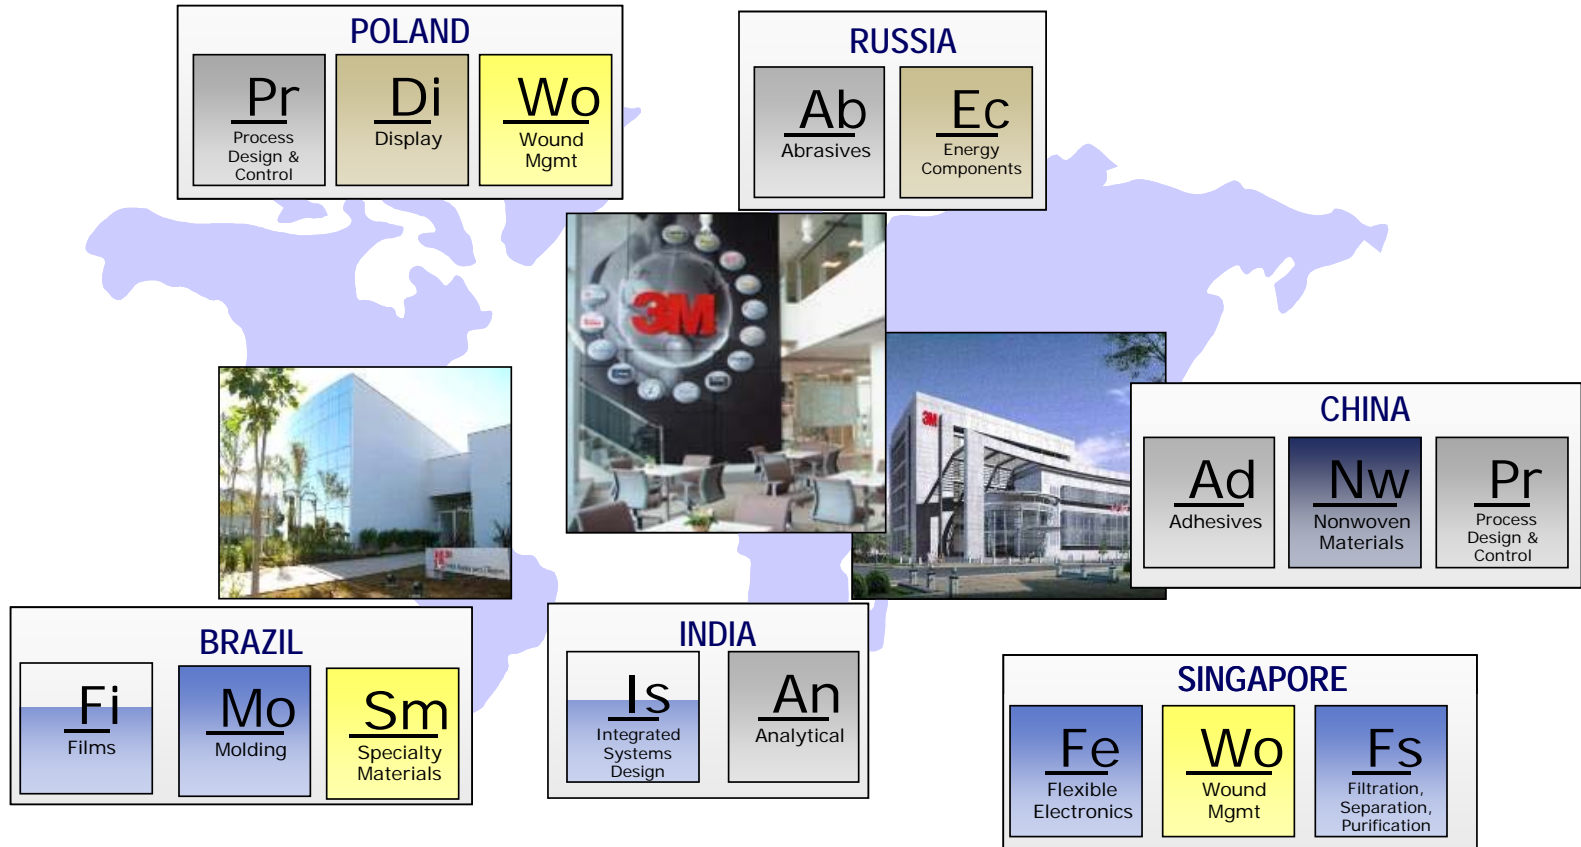 POLAND
Pr
Process
Design &
Control
Di
Display
Wo
Wound
Mgmt
RUSSIA
Ab
Abrasives
Ec
Energy
Components
3M
3M
CHINA
Ad
Adhesives
Nw
Nonwoven
Materials
Pr
Process
Design &
Control
BRAZIL
Fi
Films
Mo
Molding
Sm
Specialty
Materials
INDIA
Is
Integrated
Systems
Design
An
Analytical
SINGAPORE
Fe
Flexible
Electronics
Wo
Wound
Mgmt
Fs
Filtration,
Separation,
Purification